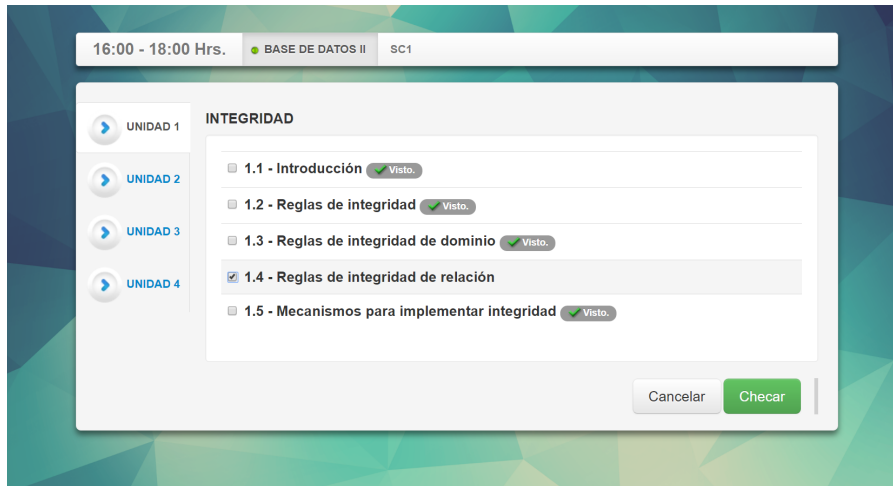 16:00 - 18:00 Hrs. BASE DE DATOS II SC1
UNIDAD 1
UNIDAD 2
UNIDAD 3
UNIDAD 4
INTEGRIDAD
1.1 - Introducción Visto.
1.2 - Reglas de integridad Visto.
1.3 - Reglas de integridad de dominio Visto.
1.4 - Reglas de integridad de relación
1.5 - Mecanismos para implementar integridad Visto.
Cancelar Checar